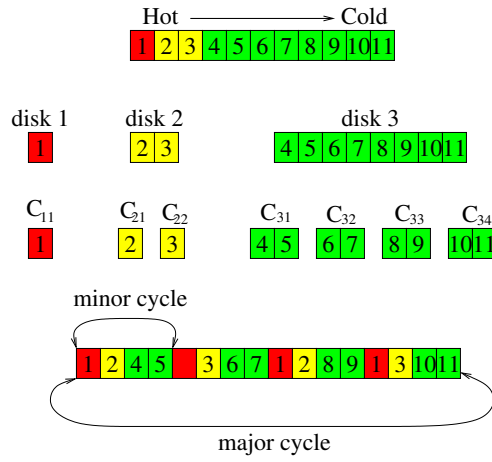 Hot Cold
1 2 3 4 5 6 7 8 9 10 11
disk 1 disk 2 disk 3
1 2 3 4 5 6 7 8 9 10 11
C11 C21 C22 C31 C32 C33 C34
1 2 3 4 5 6 7 8 9 10 11
minor cycle
1 2 4 5 3 6 7 1 2 8 9 1 3 10 11
major cycle